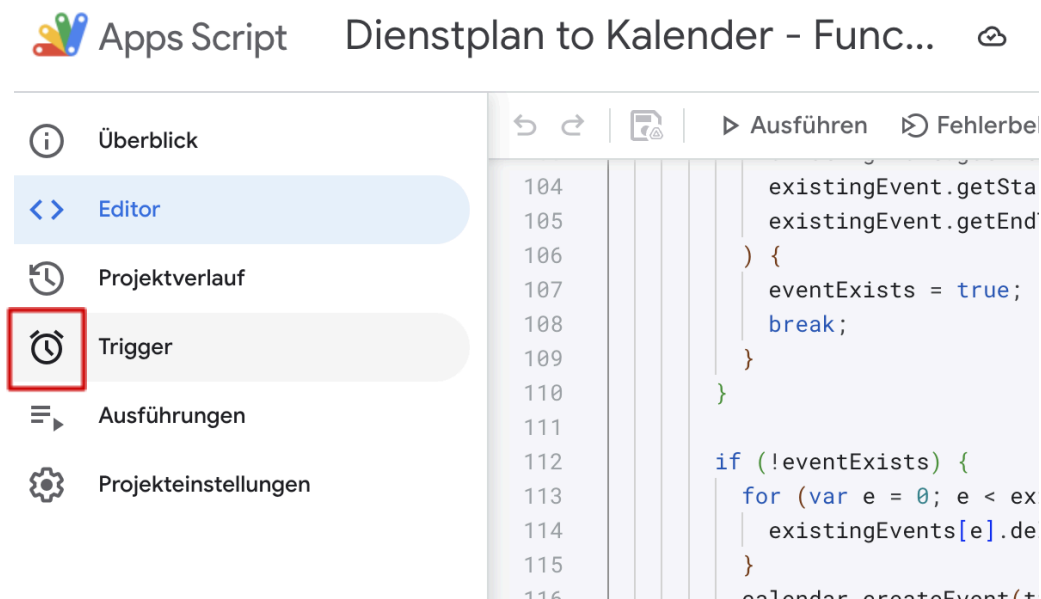 Apps Script
Dienstplan to Kalender - Func...
Überblick
Editor
Projektverlauf
Trigger
Ausführungen
Projekteinstellungen
Ausführen
104 existingEvent.getSta
105 existingEvent.getEnd
106 ) {
107 eventExists = true;
108 break;
109 }
110 }
111
112 if (!eventExists) {
113 for (var e = 0; e < ex
114 existingEvents[e].de
115 }
116